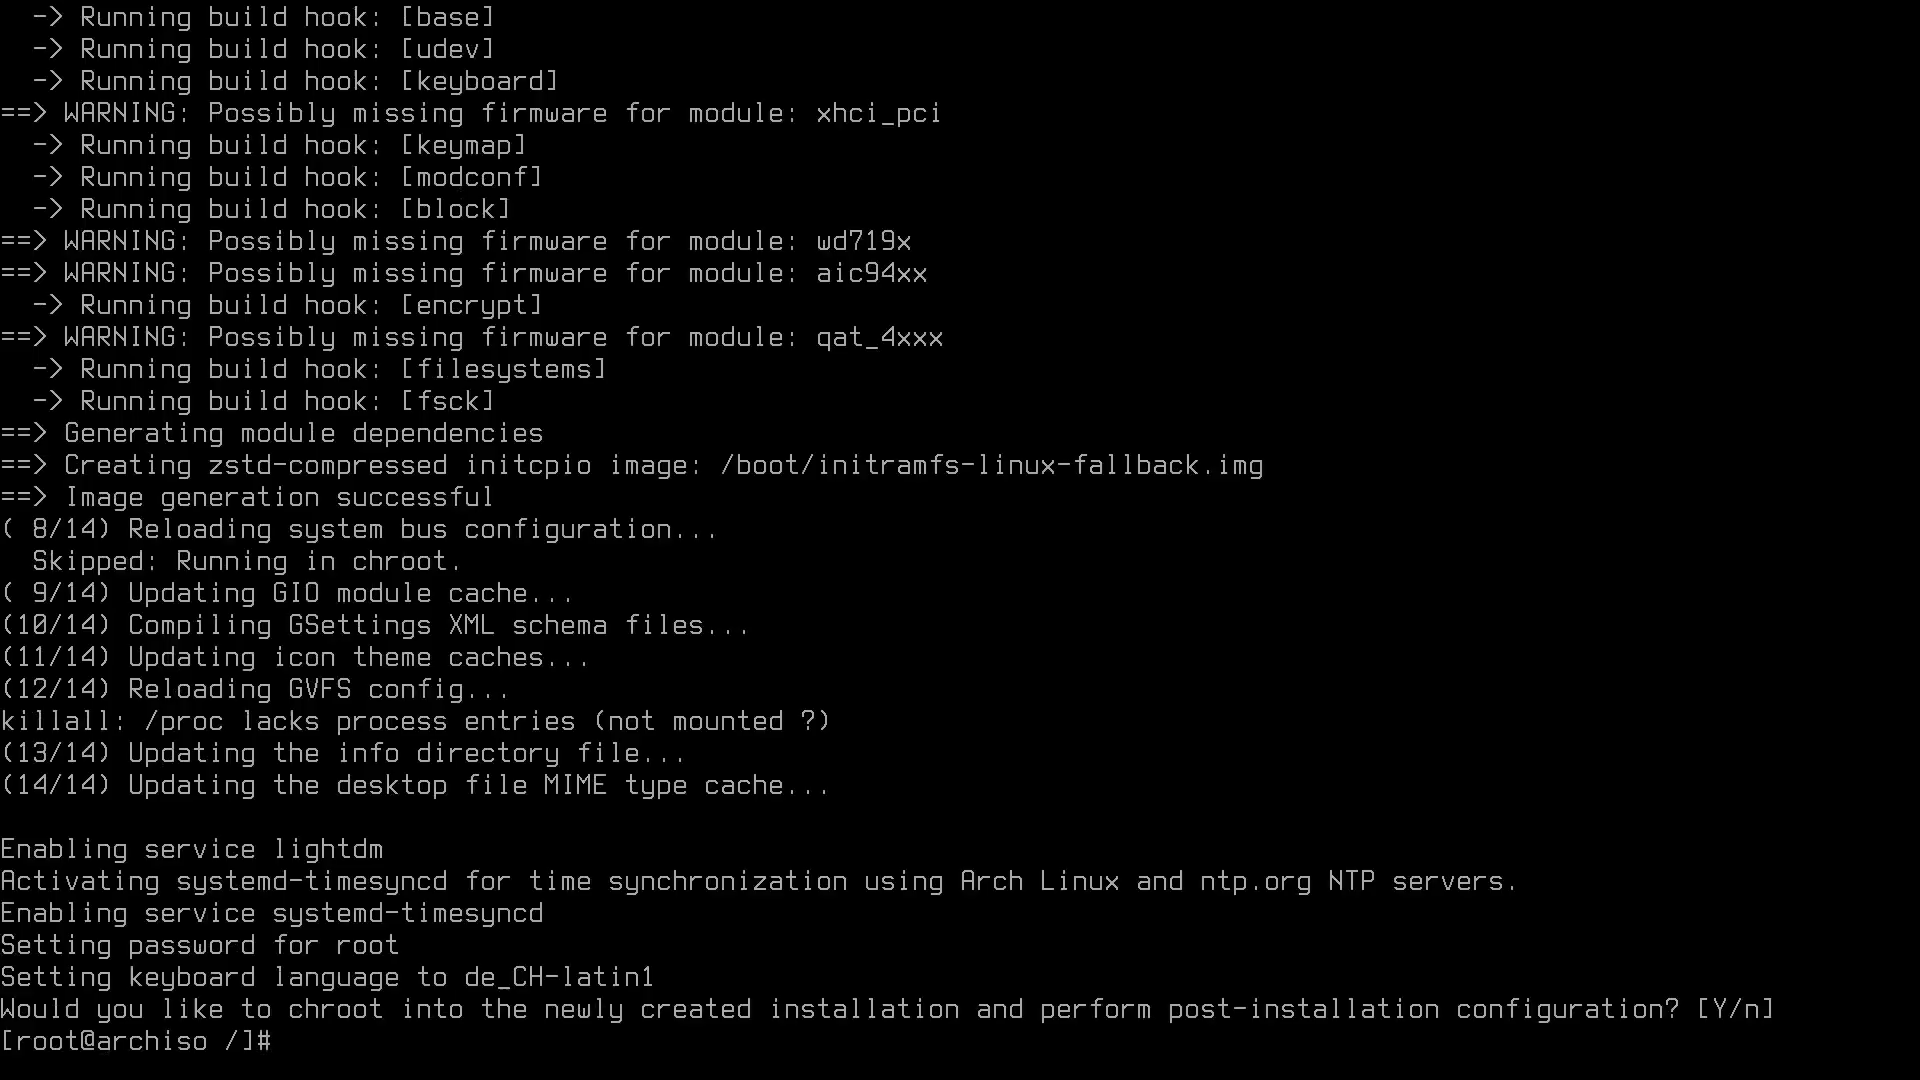 -> Running build hook: [base]
-> Running build hook: [udev]
-> Running build hook: [keyboard]
==> WARNING: Possibly missing firmware for module: xhci_pci
-> Running build hook: [keymap]
-> Running build hook: [modconf]
-> Running build hook: [block]
==> WARNING: Possibly missing firmware for module: wd719x
==> WARNING: Possibly missing firmware for module: aic94xx
-> Running build hook: [encrypt]
==> WARNING: Possibly missing firmware for module: qat_4xxx
-> Running build hook: [filesystems]
-> Running build hook: [fsck]
==> Generating module dependencies
==> Creating zstd-compressed initcpio image: /boot/initramfs-linux-fallback.img
==> Image generation successful
( 8/14) Reloading system bus configuration...
Skipped: Running in chroot.
( 9/14) Updating GIO module cache...
(10/14) Compiling GSettings XML schema files...
(11/14) Updating icon theme caches...
(12/14) Reloading GVFS config...
killall: /proc lacks process entries (not mounted ?)
(13/14) Updating the info directory file...
(14/14) Updating the desktop file MIME type cache...
Enabling service lightdm
Activating systemd-timesyncd for time synchronization using Arch Linux and ntp.org NTP servers.
Enabling service systemd-timesyncd
Setting password for root
Setting keyboard language to de_CH-latin1
Would you like to chroot into the newly created installation and perform post-installation configuration? [Y/n]
[root@archiso /]#